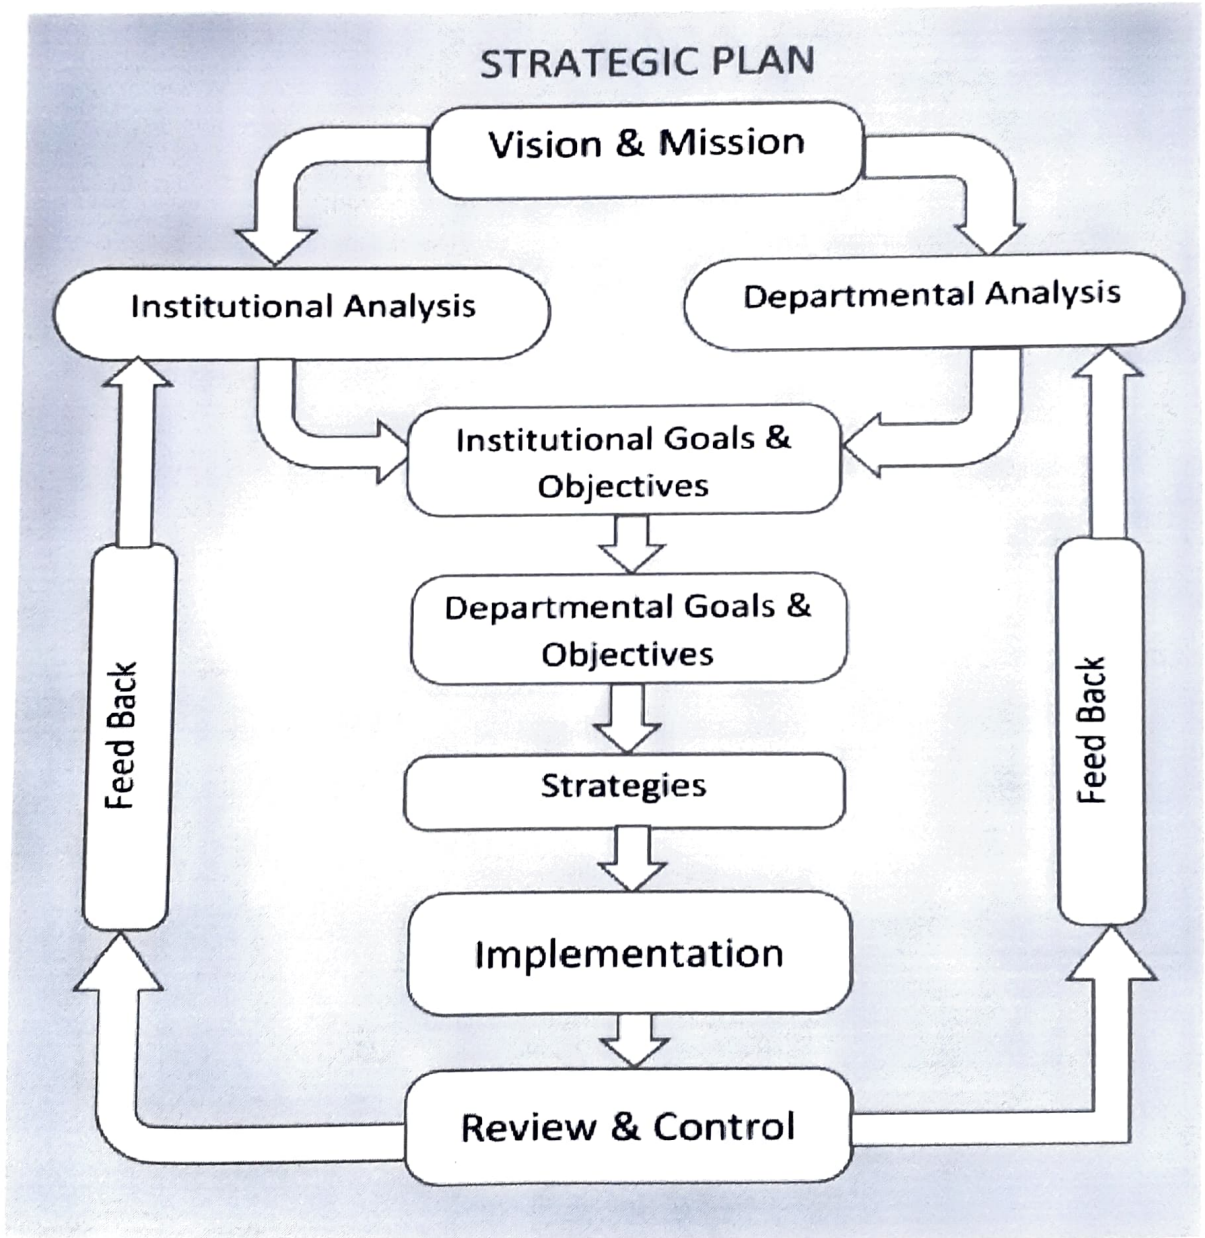 STRATEGIC PLAN
Vision & Mission
Institutional Analysis
Departmental Analysis
Institutional Goals &
Objectives
Departmental Goals &
Objectives
Strategies
Implementation
Review & Control
Feed Back
Feed Back